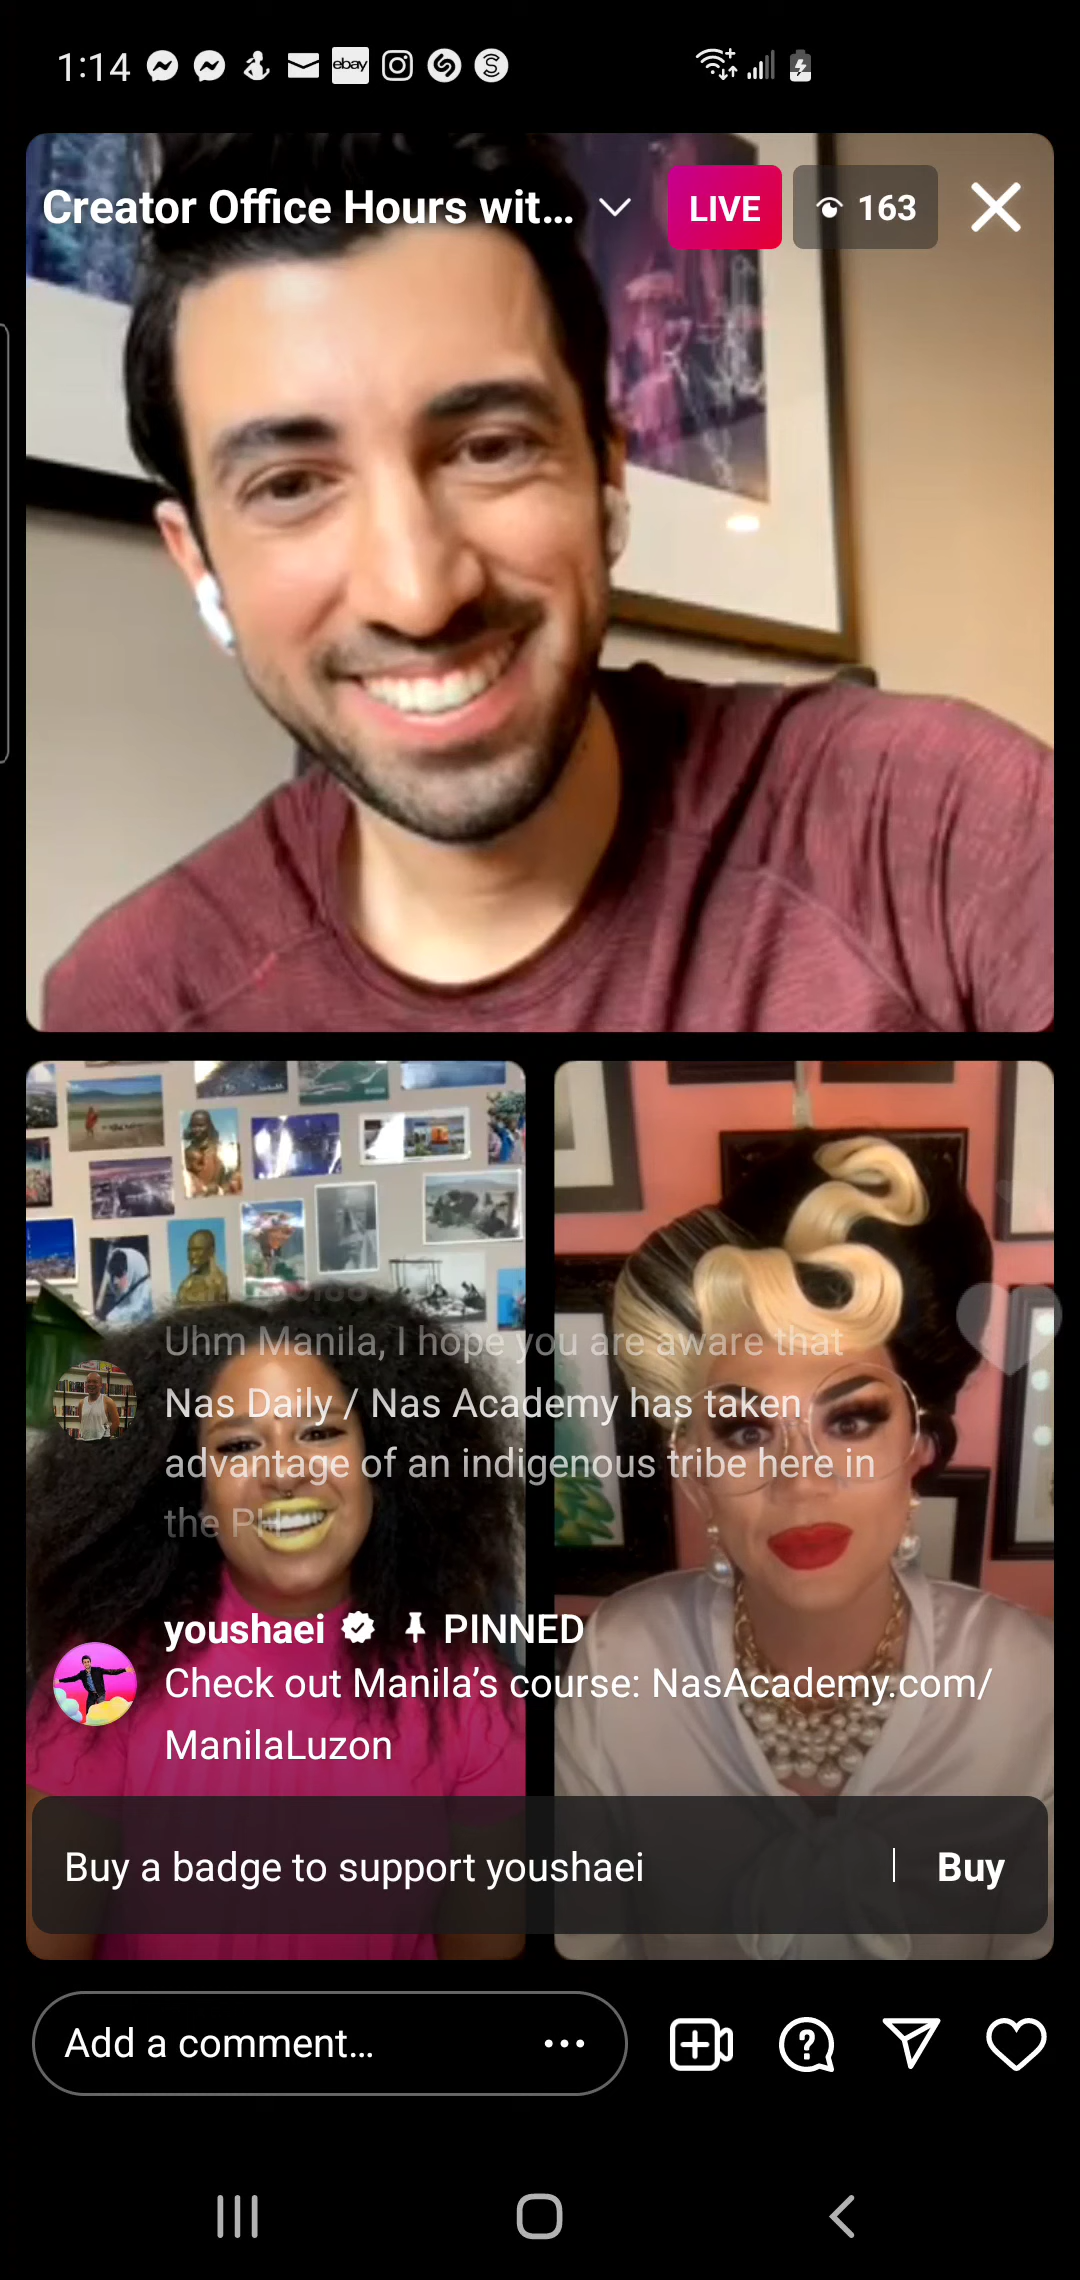 1:14
ebay
Creator Office Hours wit...
LIVE
163
Uhm Manila, I hope you are aware that
Nas Daily / Nas Academy has taken
advantage of an indigenous tribe here in
the PH
youshaei PINNED
Check out Manila’s course: NasAcademy.com/
ManilaLuzon
Buy a badge to support youshaei | Buy
Add a comment...